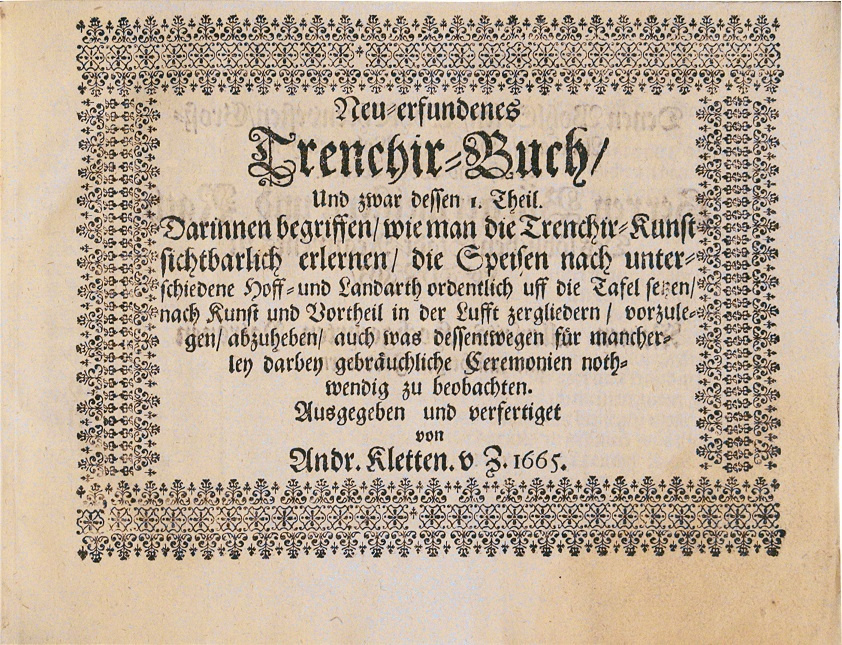 Neu-erfundenes
Trenchir-Buch/
Und zwar dessen 1. Theil.
Darinnen begriffen/ wie man die Trenchir-Kunst
sichtbarlich erlernen/ die Speisen nach unter-
schiedene Hoff- und Landarth ordentlich uff die Tafel setzen/
nach Kunst und Vortheil in der Lufft zergliedern/ vorzule-
gen/ abzuheben/ auch was dessentwegen für mancher-
ley darbey gebräuchliche Ceremonien noth-
wendig zu beobachten.
Ausgegeben und verfertiget
von
Andr. Kletten. v Z. 1665.